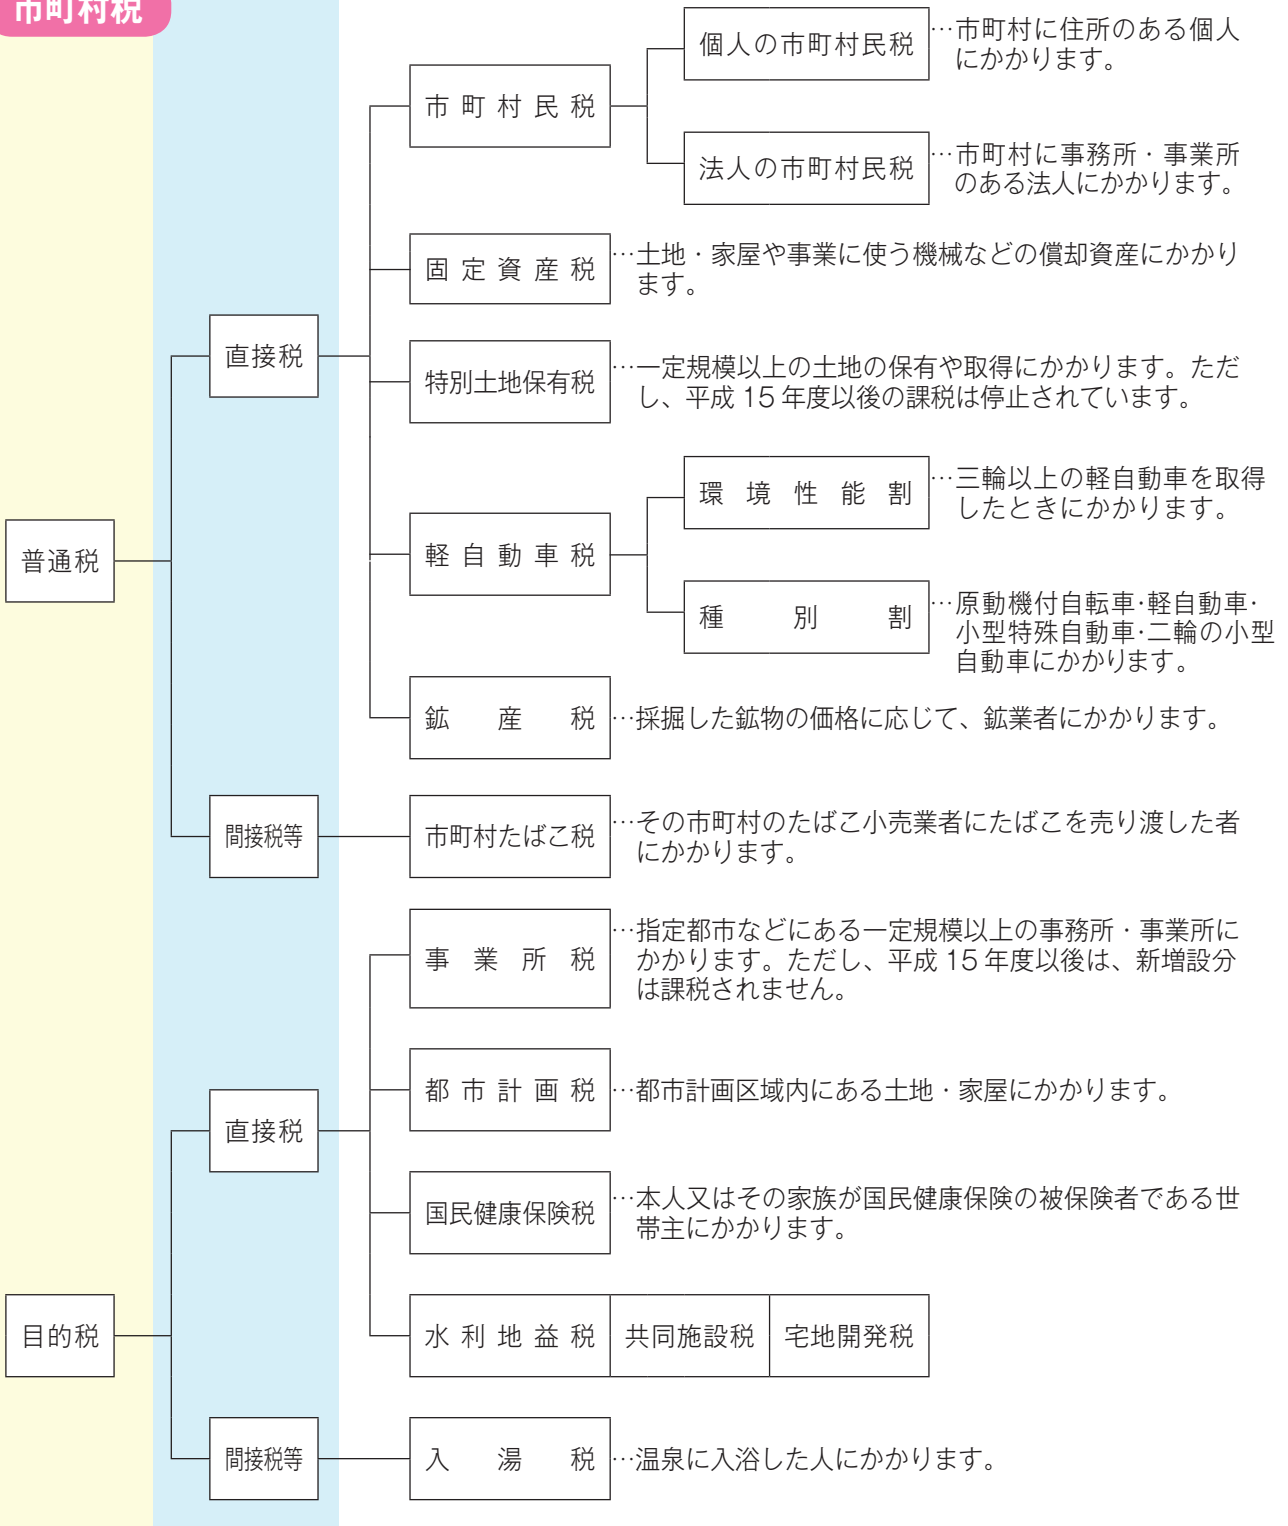 市町村税
個人の市町村民税
…市町村に住所のある個人
にかかります。
市町村民税
法人の市町村民税
…市町村に事務所・事業所
のある法人にかかります。
固定資産税
…土地・家屋や事業に使う機械などの償却資産にかかり
ます。
直接税
特別土地保有税
…一定規模以上の土地の保有や取得にかかります。ただ
し、平成 15 年度以後の課税は停止されています。
環境性能割
…三輪以上の軽自動車を取得
したときにかかります。
普通税
軽自動車税
種別割
…原動機付自転車・軽自動車・
小型特殊自動車・二輪の小型
自動車にかかります。
鉱産税
…採掘した鉱物の価格に応じて、鉱業者にかかります。
間接税等
市町村たばこ税
…その市町村のたばこ小売業者にたばこを売り渡した者
にかかります。
事業所税
…指定都市などにある一定規模以上の事務所・事業所に
かかります。ただし、平成 15 年度以後は、新増設分
は課税されません。
都市計画税
…都市計画区域内にある土地・家屋にかかります。
直接税
国民健康保険税
…本人又はその家族が国民健康保険の被保険者である世
帯主にかかります。
目的税
水利地益税
共同施設税
宅地開発税
間接税等
入湯税
…温泉に入浴した人にかかります。